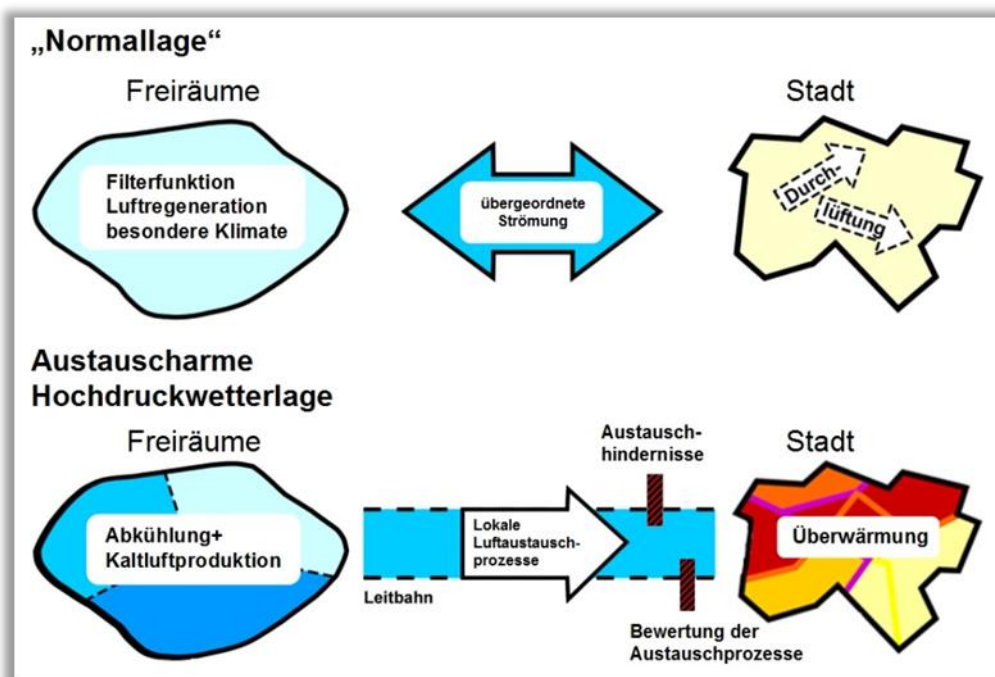 „Normallage“
Freiräume
Stadt
Filterfunktion
Luftregeneration
besondere Klimate
übergeordnete
Strömung
Durch-
lüftung
Austauscharme
Hochdruckwetterlage
Freiräume
Austausch-
hindernisse
Stadt
Abkühlung+
Kaltluftproduktion
Lokale
Luftaustausch-
prozesse
Überwärmung
Leitbahn
Bewertung der
Austauschprozesse